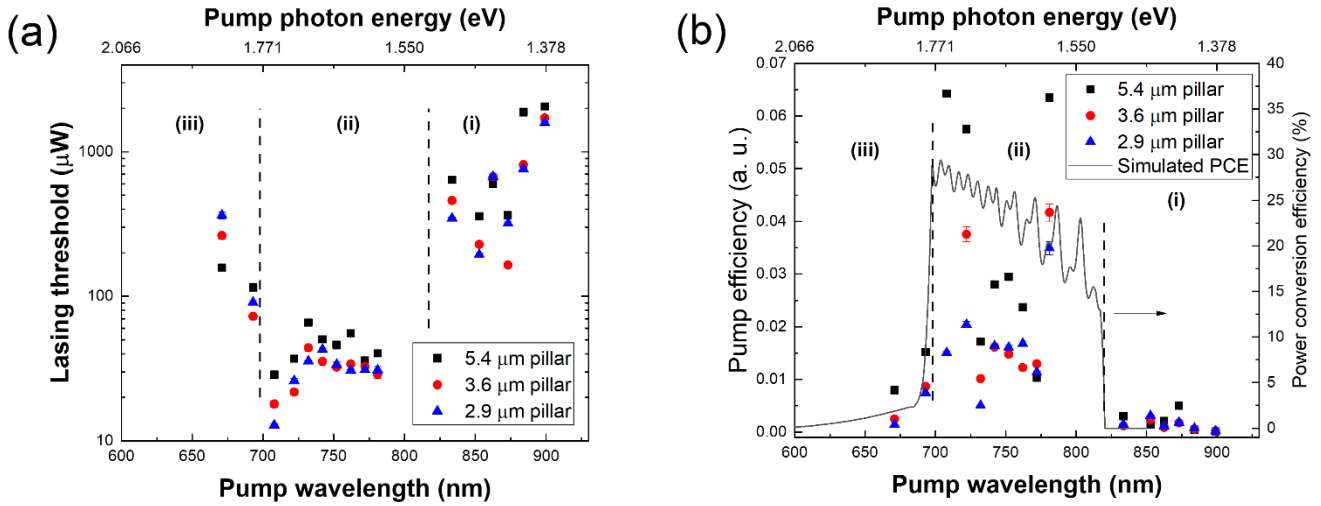 (a)
Pump photon energy (eV)
2.066 1.771 1.550 1.378
Lasing threshold (μW)
1000
100
10
(iii) (ii) (i)
5.4 μm pillar
3.6 μm pillar
2.9 μm pillar
600 650 700 750 800 850 900
Pump wavelength (nm)
(b)
Pump photon energy (eV)
2.066 1.771 1.550 1.378
Pump efficiency (a. u.)
0.07
0.06
0.05
0.04
0.03
0.02
0.01
0.00
5.4 μm pillar
3.6 μm pillar
2.9 μm pillar
Simulated PCE
(iii) (ii) (i)
40
35
30
25
20
15
10
5
0
Power conversion efficiency (%)
600 650 700 750 800 850 900
Pump wavelength (nm)